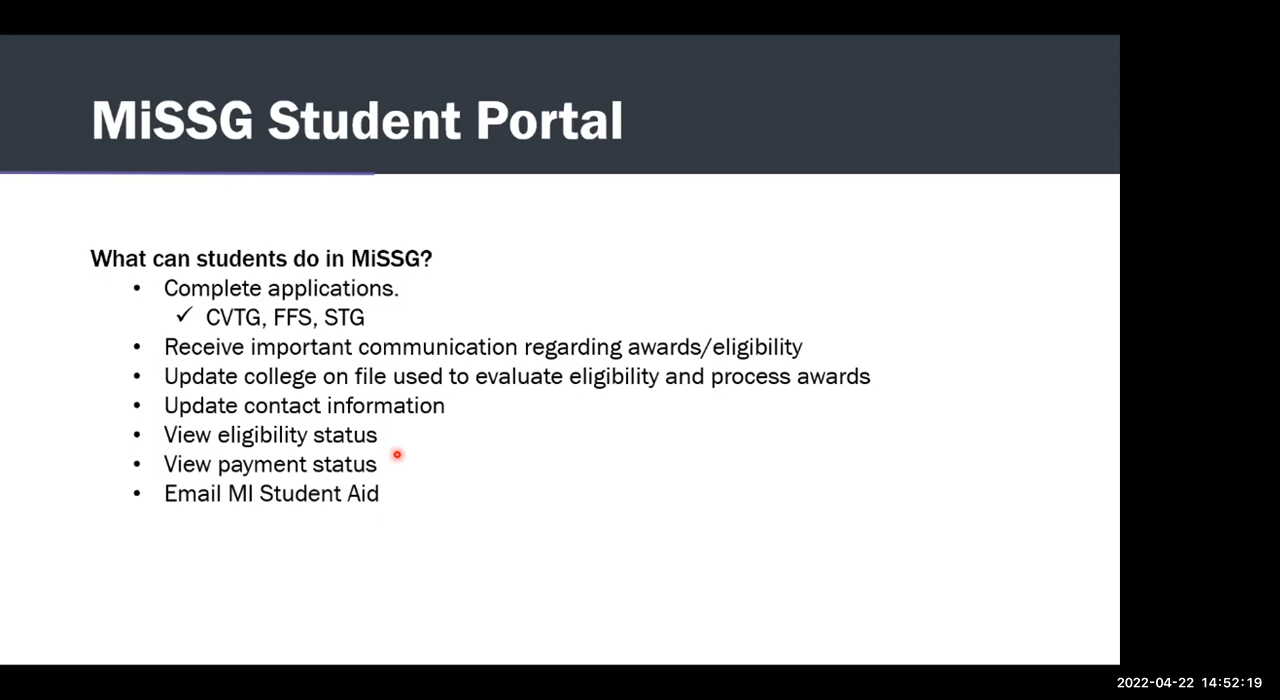 MiSSG Student Portal
What can students do in MiSSG?
• Complete applications.
✓ CVTG, FFS, STG
• Receive important communication regarding awards/eligibility
• Update college on file used to evaluate eligibility and process awards
• Update contact information
• View eligibility status
• View payment status
• Email MI Student Aid
2022-04-22 14:52:19